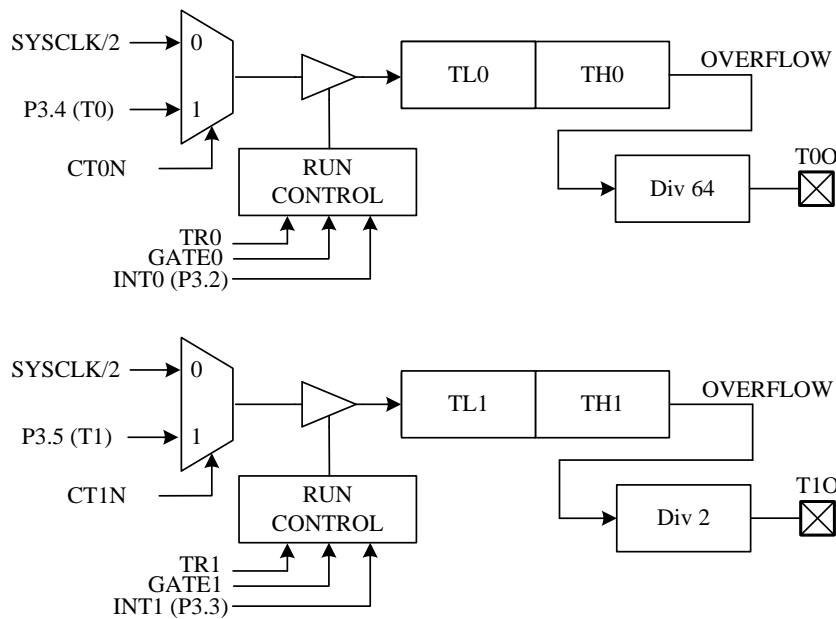 SYSCLK/2
0
TL0
TH0
OVERFLOW
P3.4 (T0)
1
CT0N
RUN
CONTROL
Div 64
T0O
TR0
GATE0
INT0 (P3.2)
SYSCLK/2
0
TL1
TH1
OVERFLOW
P3.5 (T1)
1
CT1N
RUN
CONTROL
Div 2
T1O
TR1
GATE1
INT1 (P3.3)